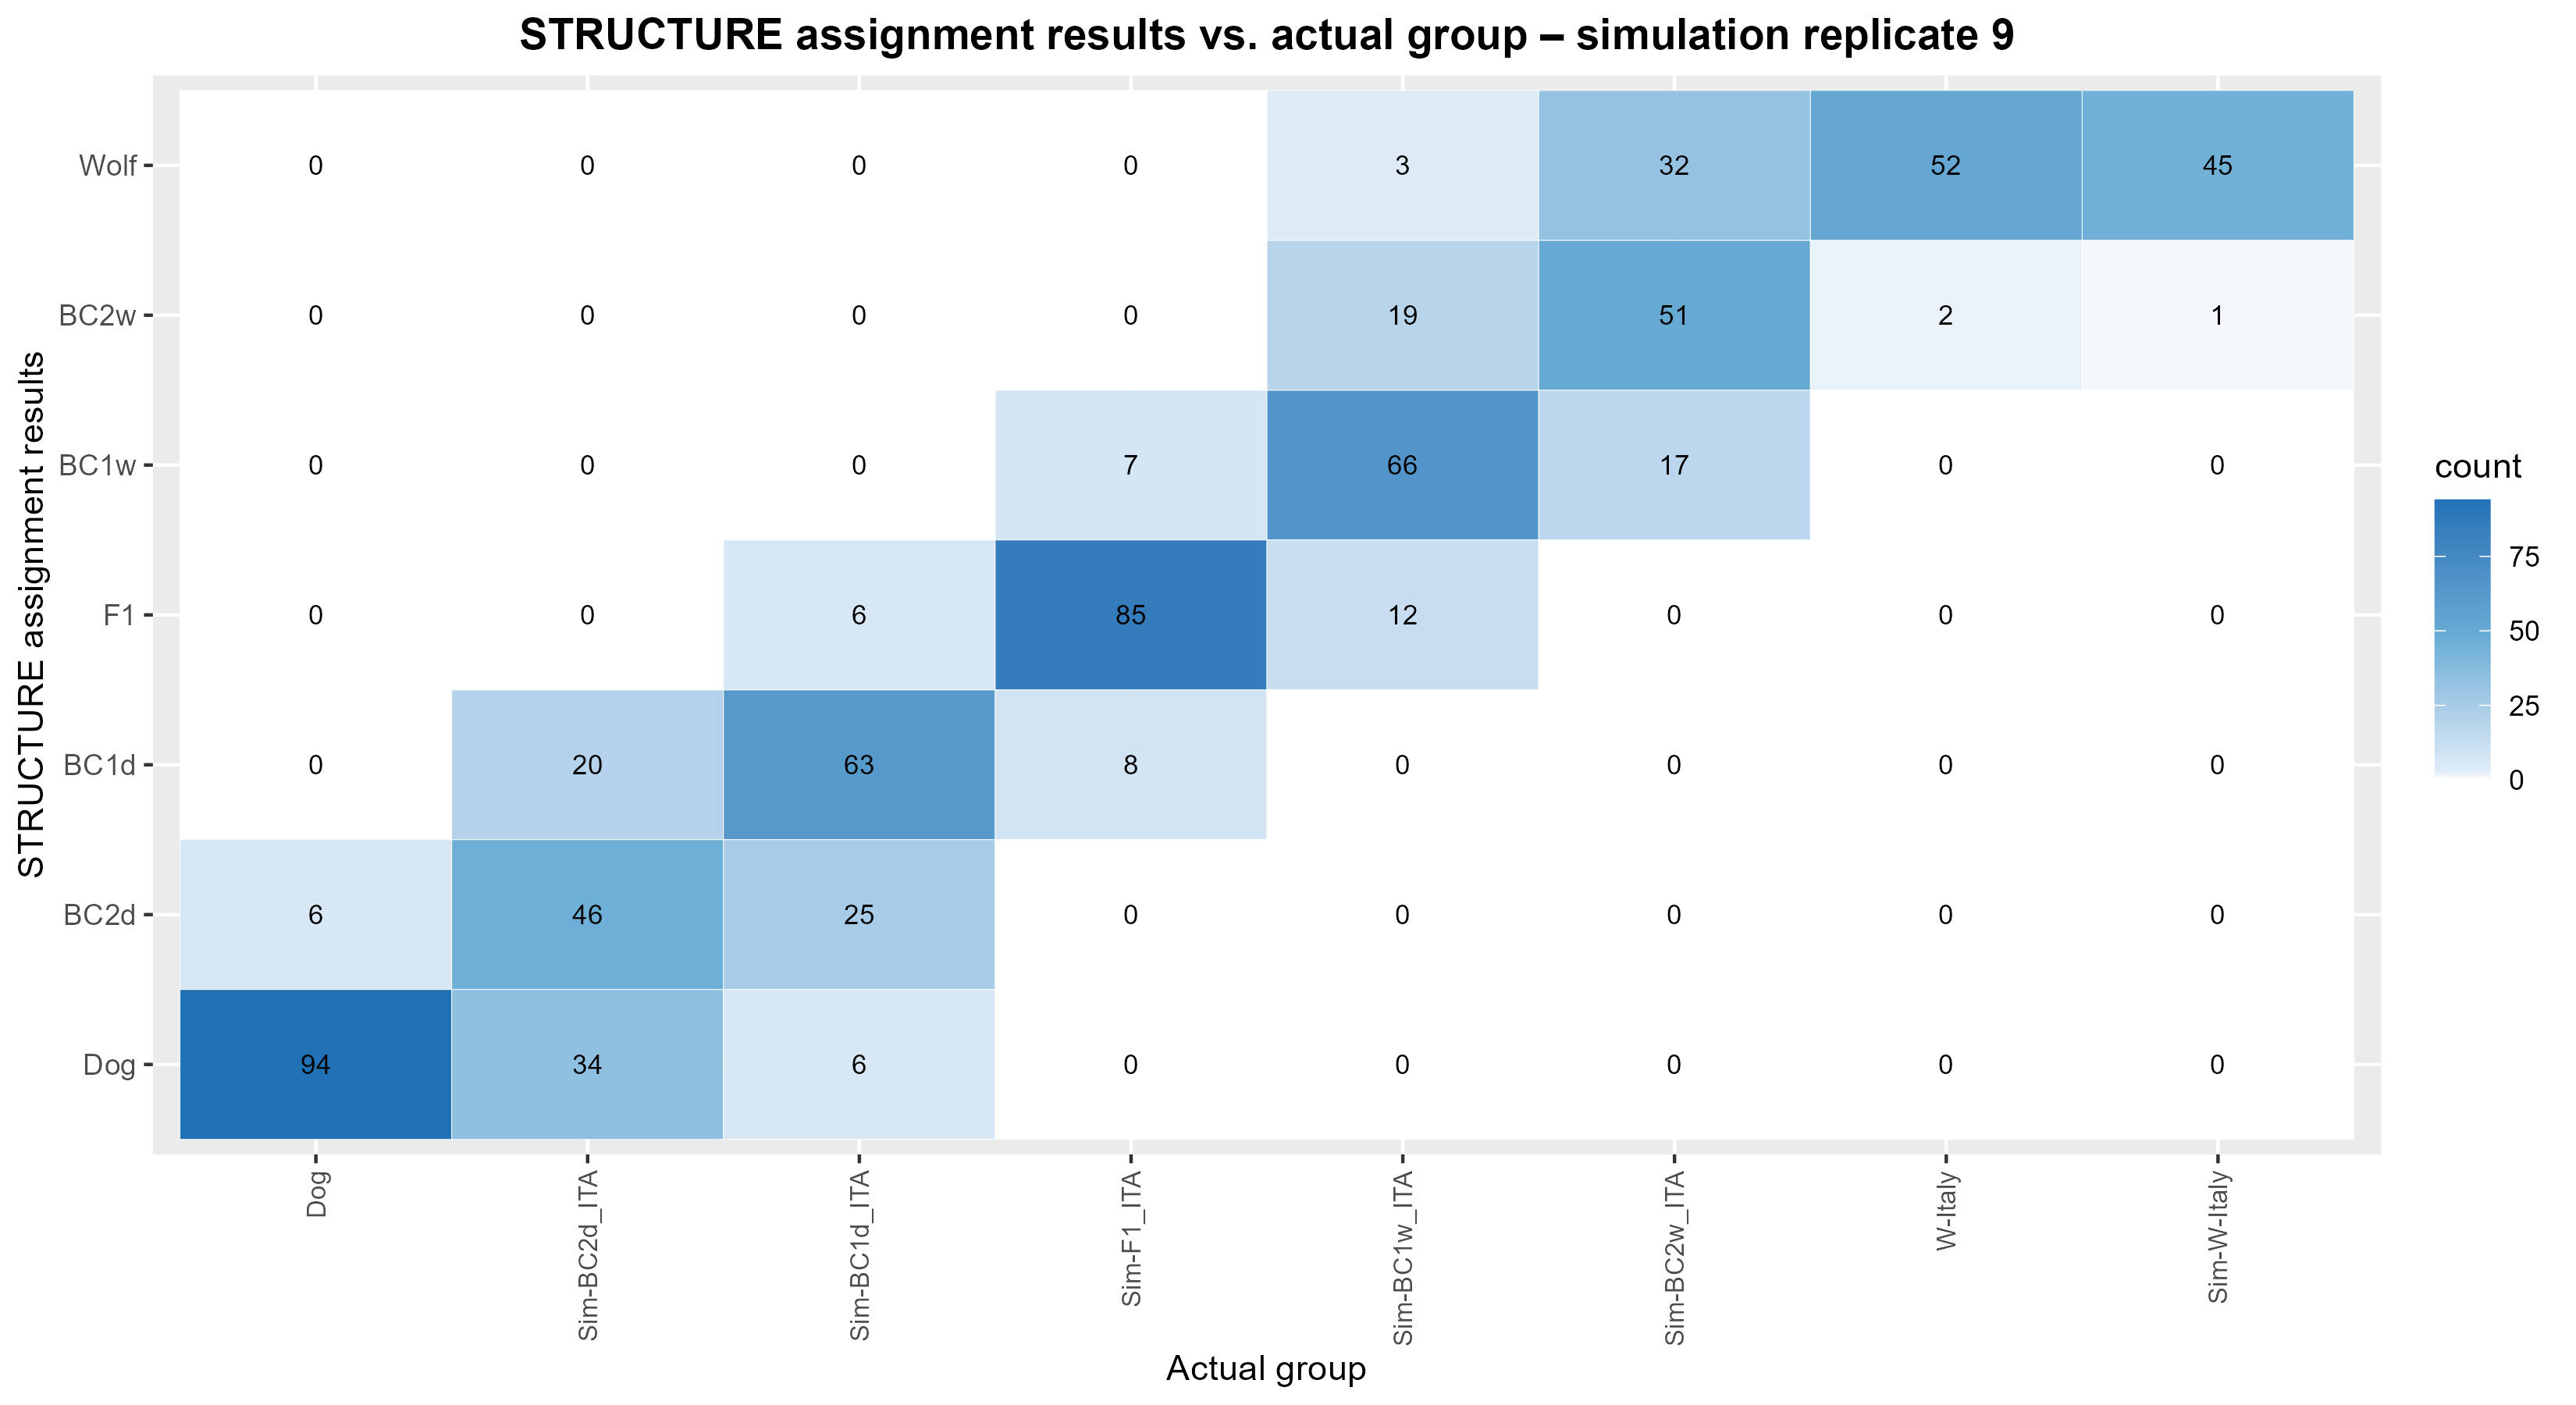 STRUCTURE assignment results vs. actual group – simulation replicate 9
STRUCTURE assignment results
Wolf 0 0 0 0 3 32 52 45
BC2w 0 0 0 0 19 51 2 1
BC1w 0 0 0 7 66 17 0 0
F1 0 0 6 85 12 0 0 0
BC1d 0 20 63 8 0 0 0 0
BC2d 6 46 25 0 0 0 0 0
Dog 94 34 6 0 0 0 0 0
Dog
Sim-BC2d_ITA
Sim-BC1d_ITA
Sim-F1_ITA
Sim-BC1w_ITA
Sim-BC2w_ITA
W-Italy
Sim-W-Italy
Actual group
count
75
50
25
0